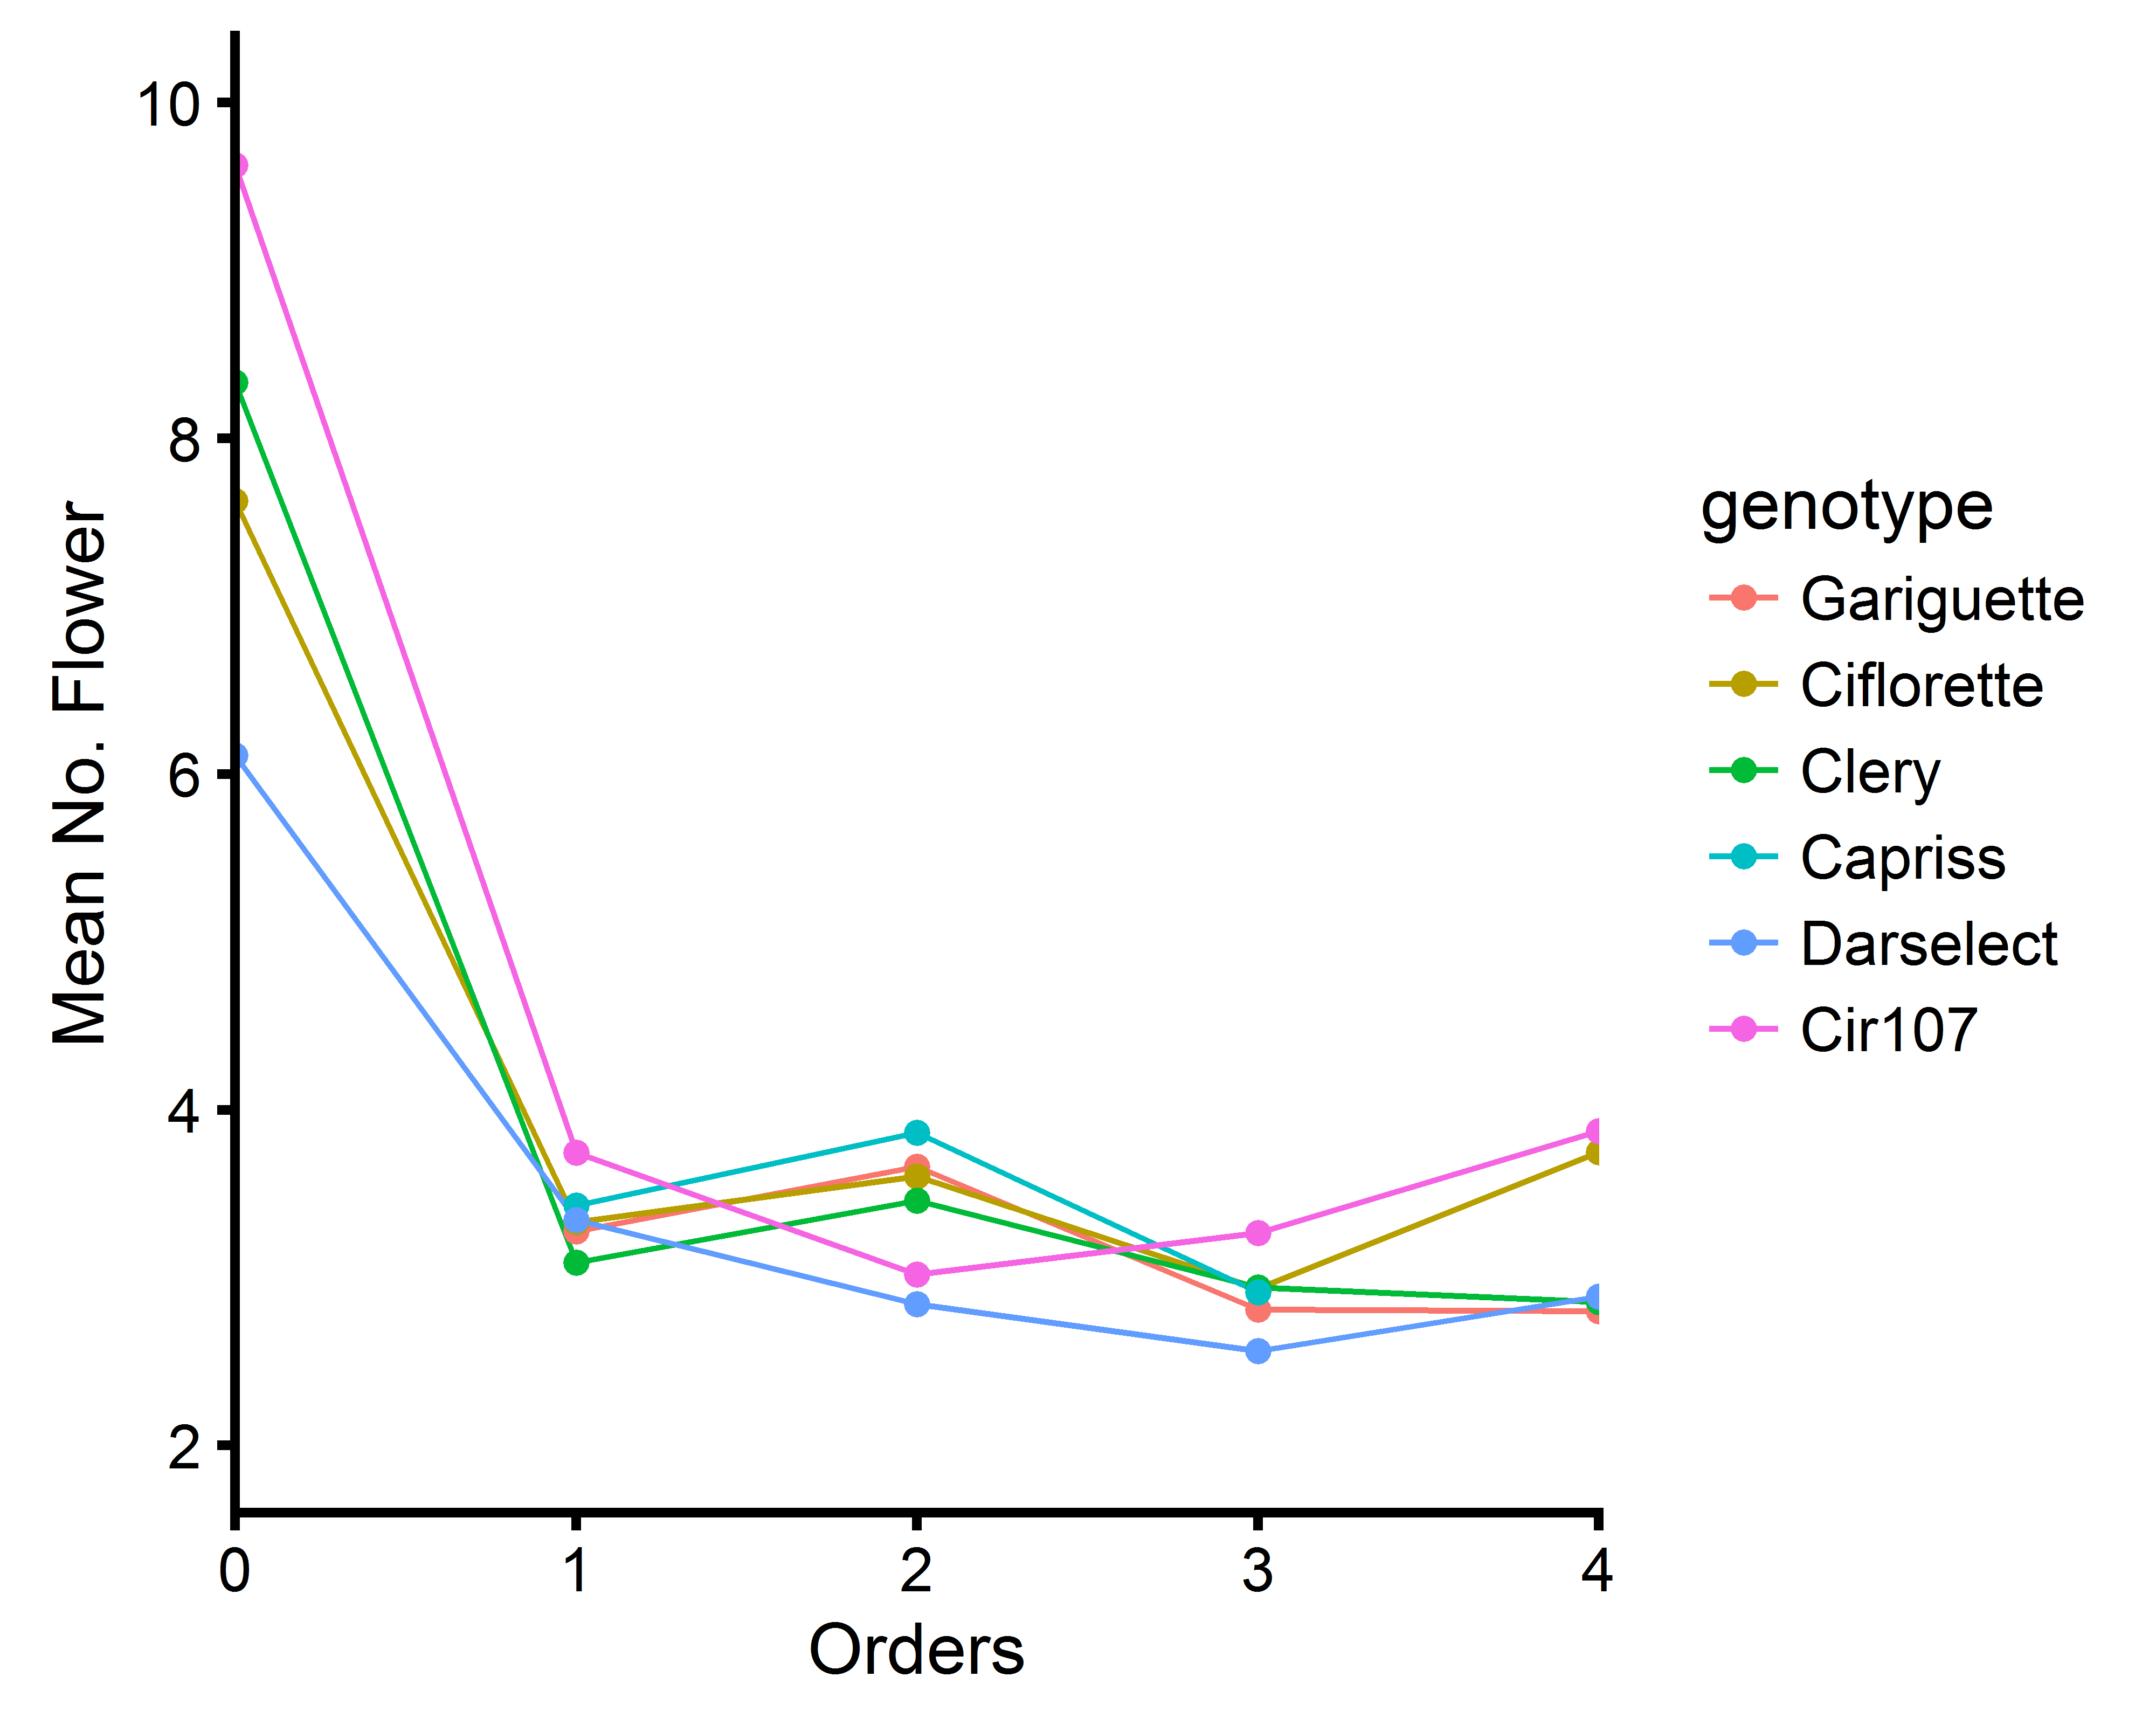 Mean No. Flower
10
8
6
4
2
0 1 2 3 4
Orders
genotype
Gariguette
Ciflorette
Clery
Capriss
Darselect
Cir107